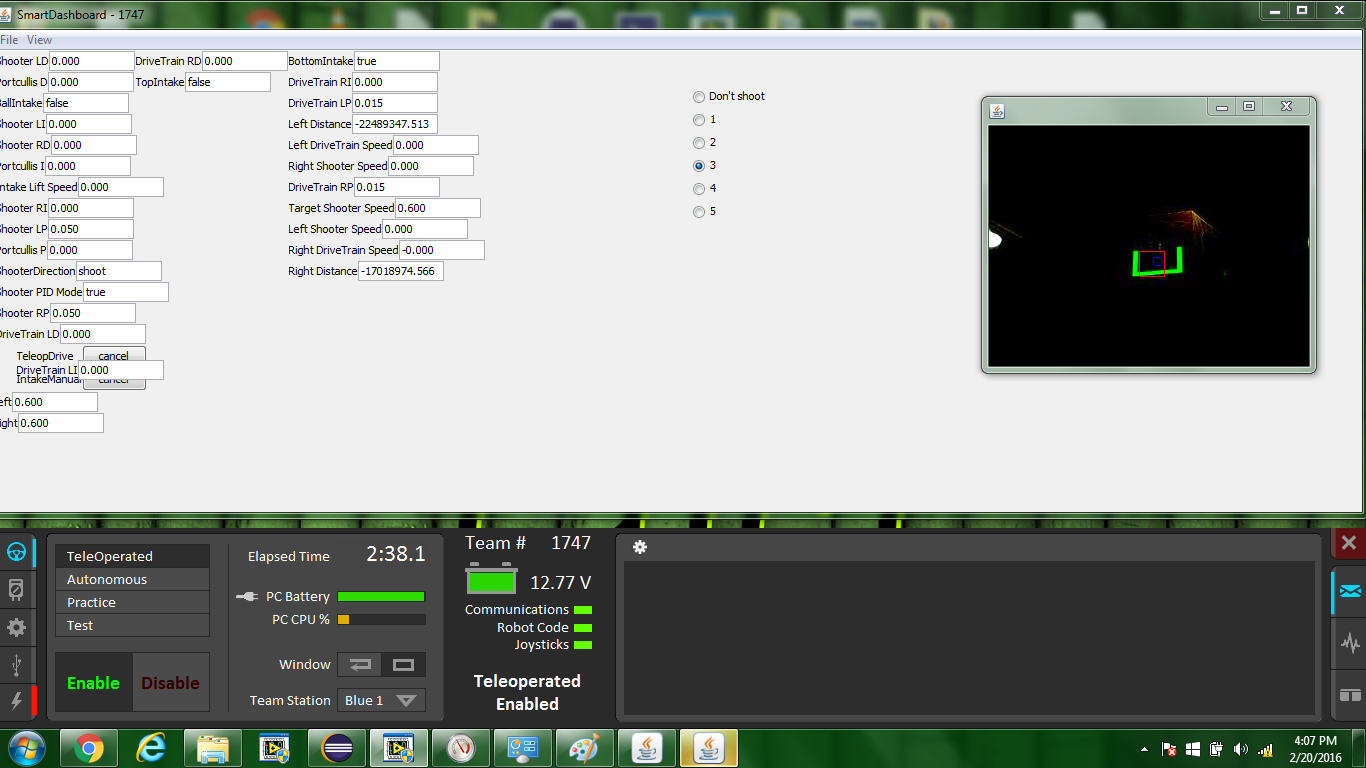 SmartDashboard - 1747
File View
Shooter LD 0.000 DriveTrain RD 0.000 BottomIntake true
Portcullis D 0.000 TopIntake false DriveTrain RI 0.000
BallIntake false DriveTrain LP 0.015 Don't shoot
Shooter LI 0.000 Left Distance -22489347.513 1
Shooter RD 0.000 Left DriveTrain Speed 0.000 2
Portcullis I 0.000 Right Shooter Speed 0.000 3
Intake Lift Speed 0.000 DriveTrain RP 0.015 4
Shooter RI 0.000 Target Shooter Speed 0.600 5
Shooter LP 0.050 Left Shooter Speed 0.000
Portcullis P 0.000 Right DriveTrain Speed -0.000
ShooterDirection shoot Right Distance -17018974.566
Shooter PID Mode true
Shooter RP 0.050
DriveTrain LD 0.000
TeleopDrive cancel
DriveTrain LI 0.000
IntakeManual cancel
eft 0.600
ight 0.600
TeleOperated
Autonomous
Practice
Test
Enable Disable
Elapsed Time 2:38.1
PC Battery
PC CPU %
Window
Team Station Blue 1
Team # 1747
12.77 V
Communications
Robot Code
Joysticks
Teleoperated
Enabled
4:07 PM
2/20/2016